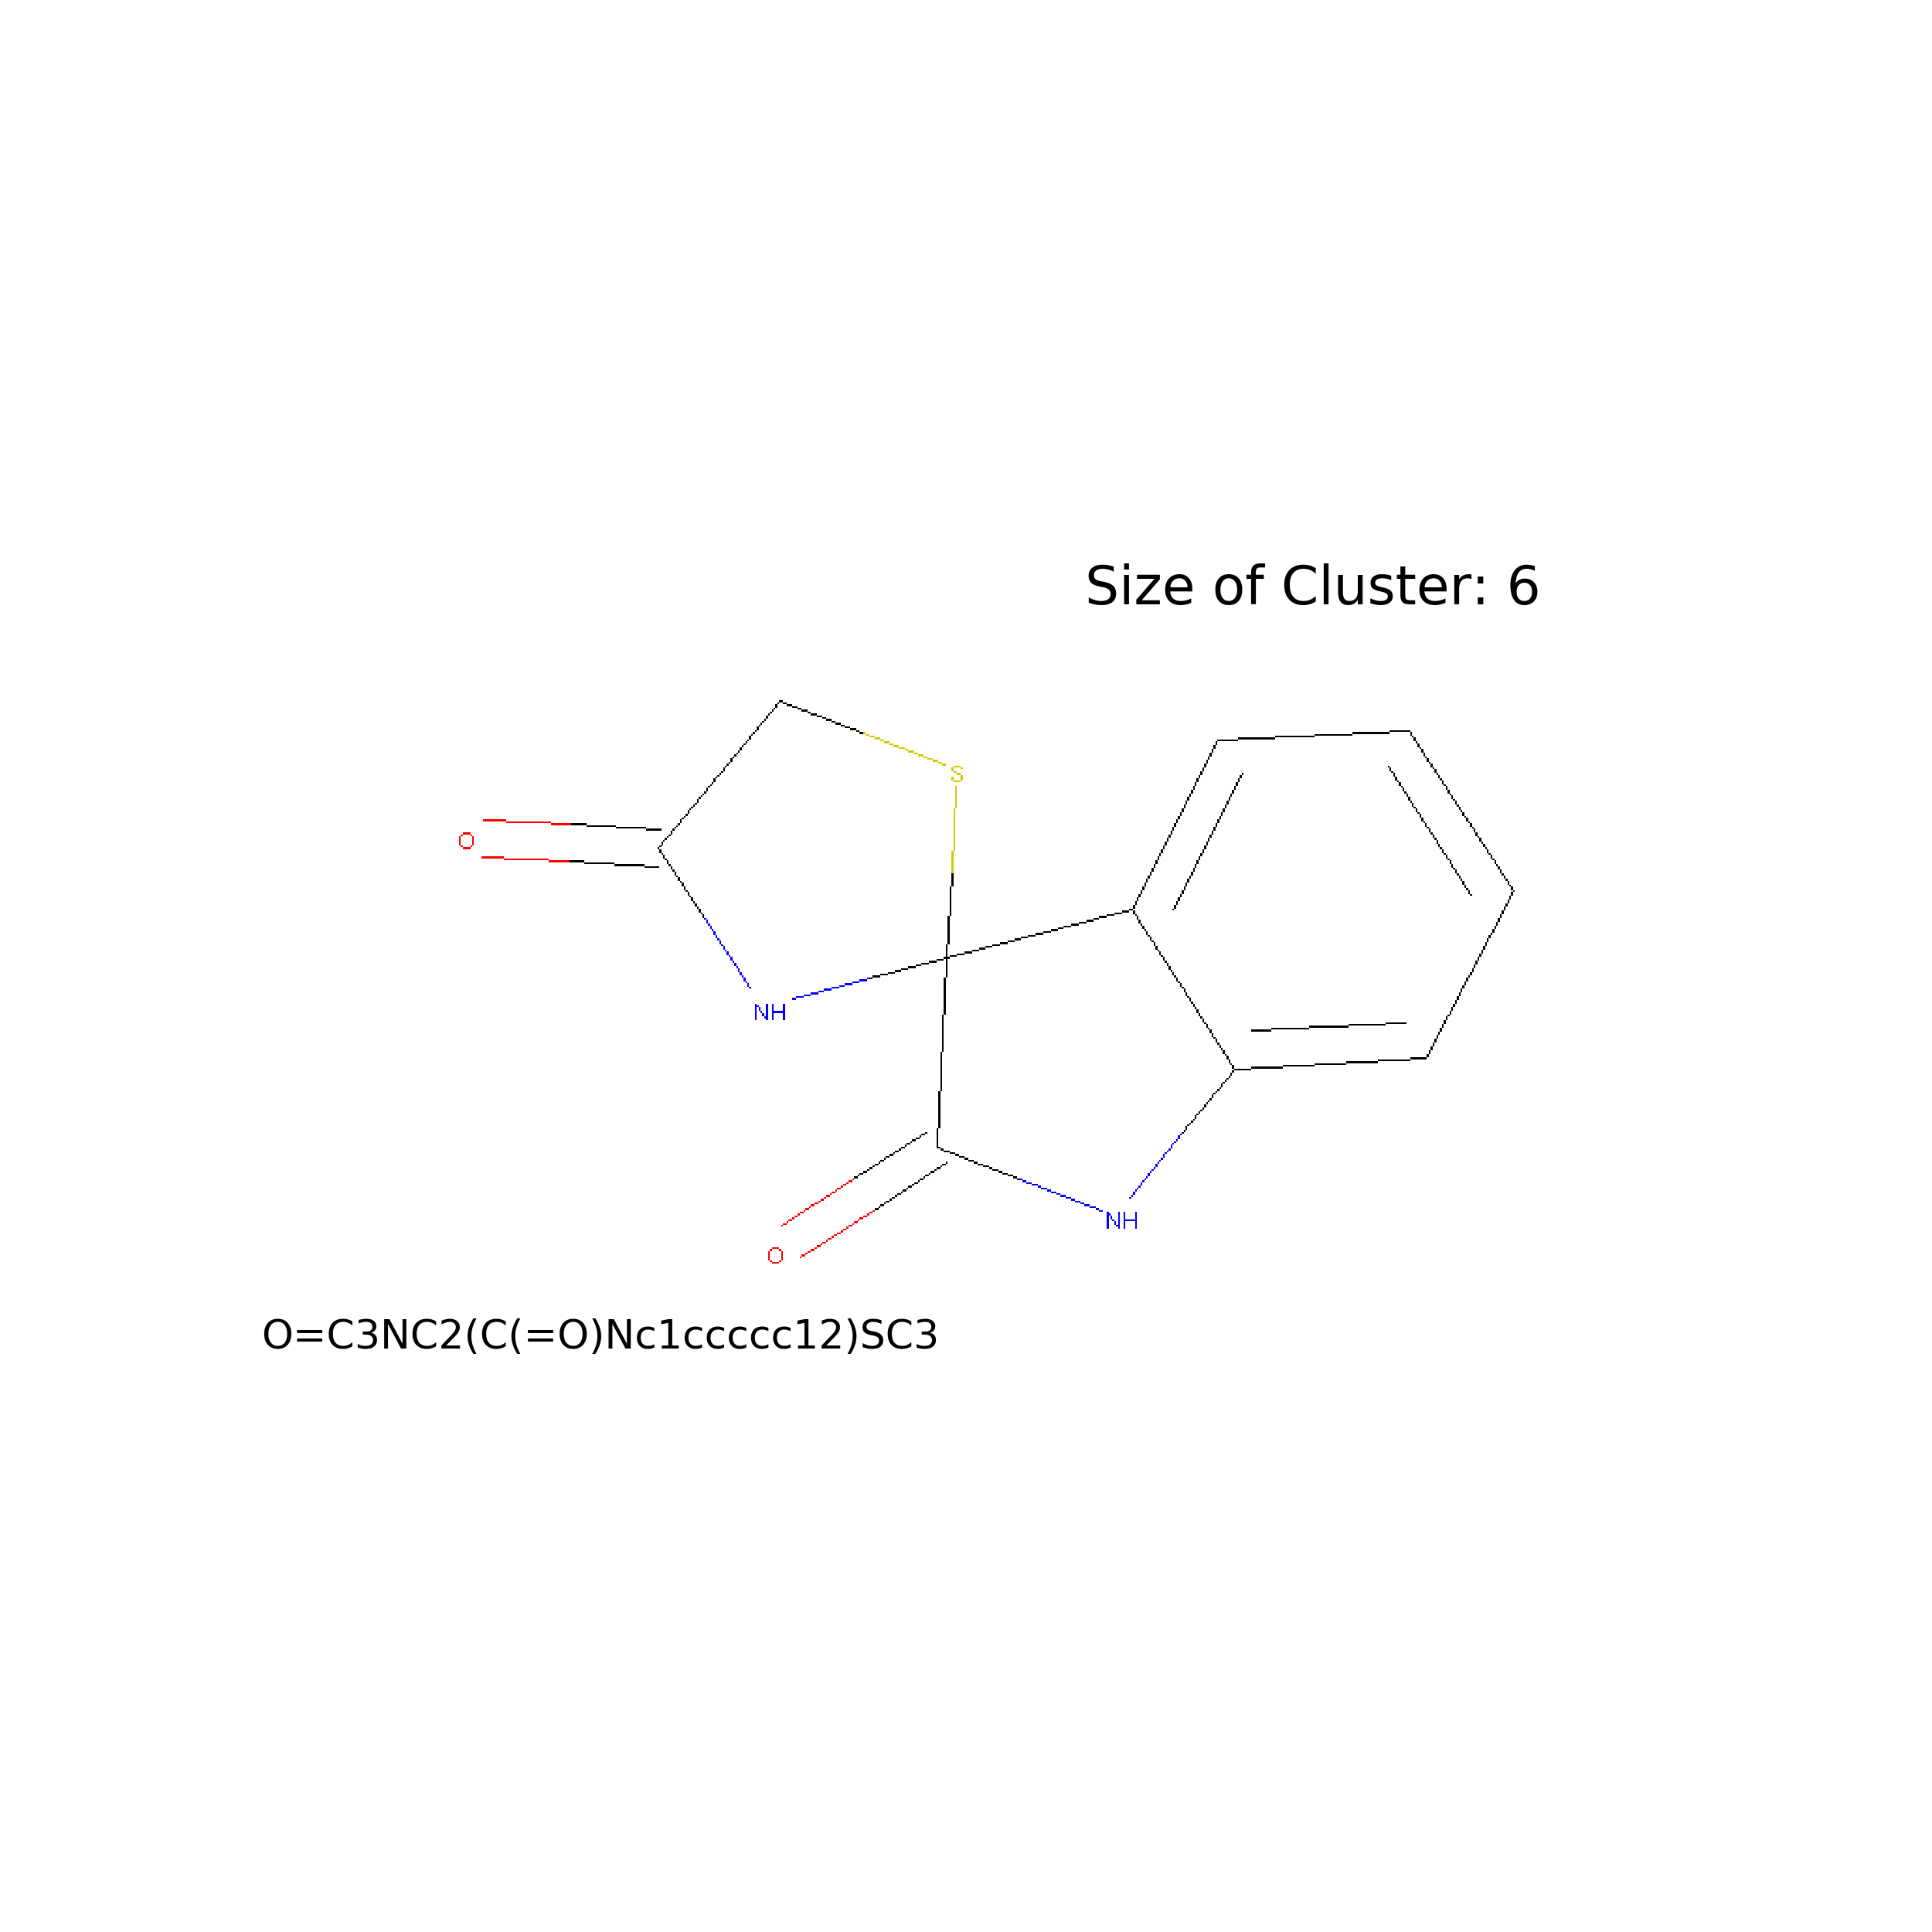 Size of Cluster: 6
S
O
NH
NH
O
O=C3NC2(C(=O)Nc1ccccc12)SC3